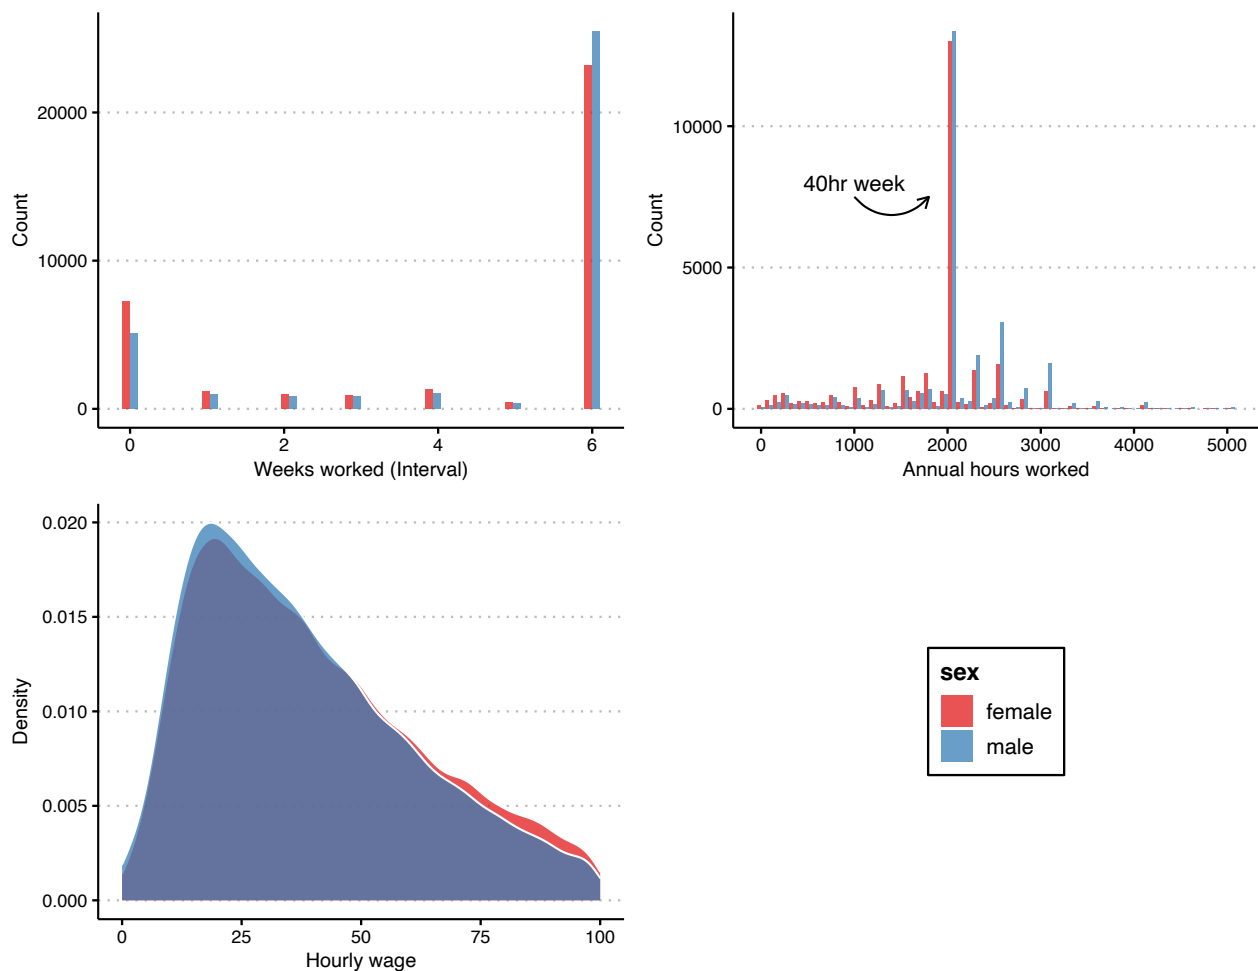 20000
10000
0
Count
0 2 4 6
Weeks worked (Interval)
10000
5000
0
Count
40hr week
0 1000 2000 3000 4000 5000
Annual hours worked
0.020
0.015
0.010
0.005
0.000
Density
0 25 50 75 100
Hourly wage
sex
female
male